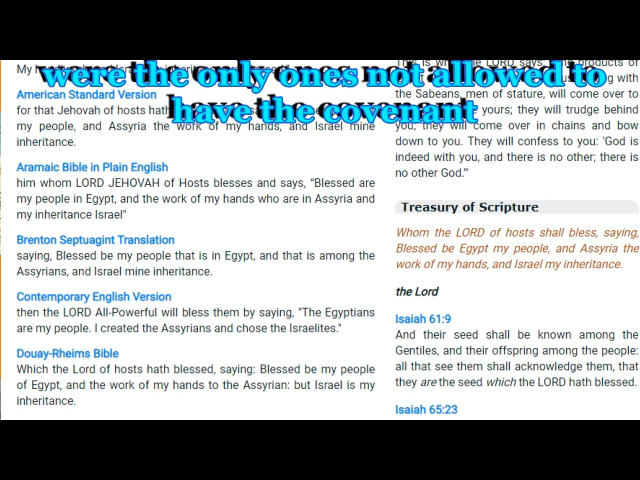 were the only ones not allowed to
have the covenant
American Standard Version
for that Jehovah of hosts hath
my people, and Assyria the work of my hands, and Israel mine
inheritance.
Aramaic Bible in Plain English
him whom LORD JEHOVAH of Hosts blesses and says, “Blessed are
my people in Egypt, and the work of my hands who are in Assyria and
my inheritance Israel”
Brenton Septuagint Translation
saying, Blessed be my people that is in Egypt, and that is among the
Assyrians, and Israel mine inheritance.
Contemporary English Version
then the LORD All-Powerful will bless them by saying, "The Egyptians
are my people. I created the Assyrians and chose the Israelites."
Douay-Rheims Bible
Which the Lord of hosts hath blessed, saying: Blessed be my people
of Egypt, and the work of my hands to the Assyrian: but Israel is my
inheritance.
the Sabeans, men of stature, will come over to
yours; they will trudge behind
you; they will come over in chains and bow
down to you. They will confess to you: 'God is
indeed with you, and there is no other; there is
no other God.'"
Treasury of Scripture
Whom the LORD of hosts shall bless, saying,
Blessed be Egypt my people, and Assyria the
work of my hands, and Israel my inheritance.
the Lord
Isaiah 61:9
And their seed shall be known among the
Gentiles, and their offspring among the people:
all that see them shall acknowledge them, that
they are the seed which the LORD hath blessed.
Isaiah 65:23